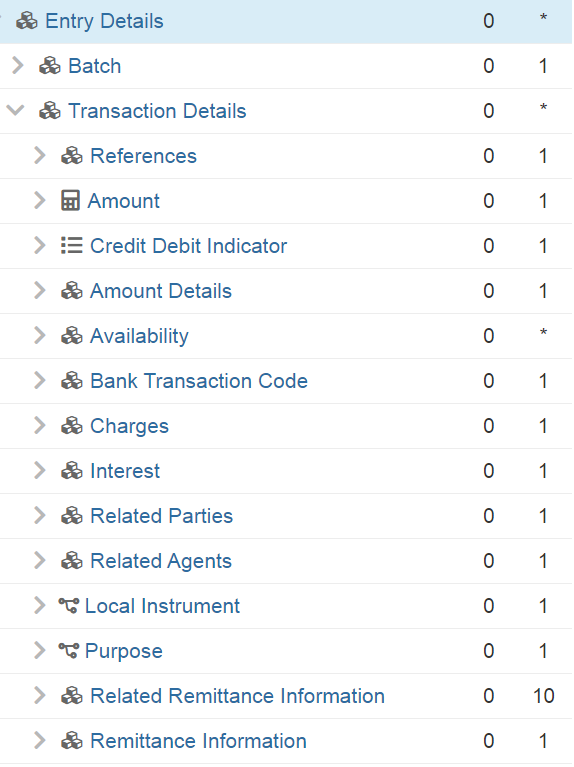 Entry Details 0 *
Batch 0 1
Transaction Details 0 *
References 0 1
Amount 0 1
Credit Debit Indicator 0 1
Amount Details 0 1
Availability 0 *
Bank Transaction Code 0 1
Charges 0 1
Interest 0 1
Related Parties 0 1
Related Agents 0 1
Local Instrument 0 1
Purpose 0 1
Related Remittance Information 0 10
Remittance Information 0 1